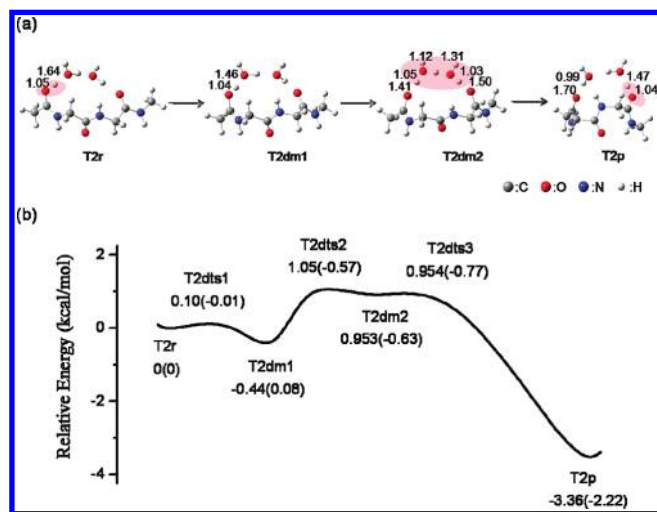 (a)
1.12 1.31
1.64
1.05
1.46
1.04
1.05
1.41
1.03
1.50
0.99
1.70
1.47
1.04
T2r
T2dm1
T2dm2
T2p
:C :O :N :H
(b)
Relative Energy (kcal/mol)
2
0
-2
-4
T2r
0(0)
T2dts1
0.10(-0.01)
T2dm1
-0.44(0.08)
T2dts2
1.05(-0.57)
T2dm2
0.953(-0.63)
T2dts3
0.954(-0.77)
T2p
-3.36(-2.22)